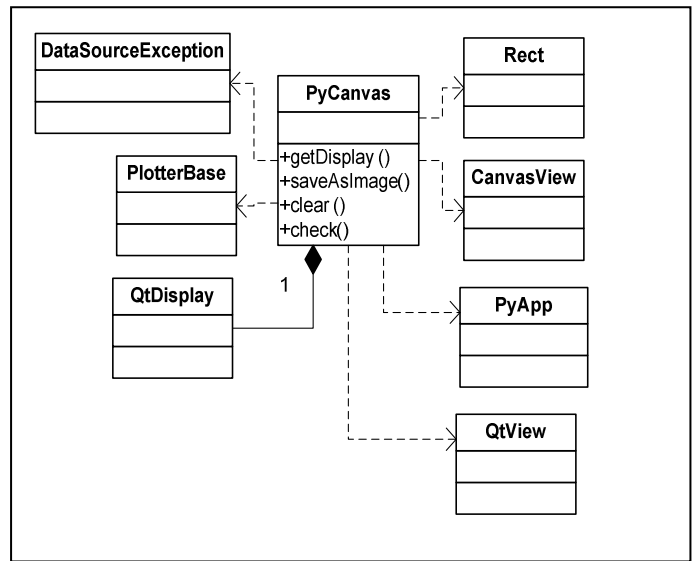 DataSourceException
PyCanvas
+getDisplay ()
+saveAsImage()
+clear ()
+check()
Rect
PlotterBase
CanvasView
QtDisplay
1
PyApp
QtView